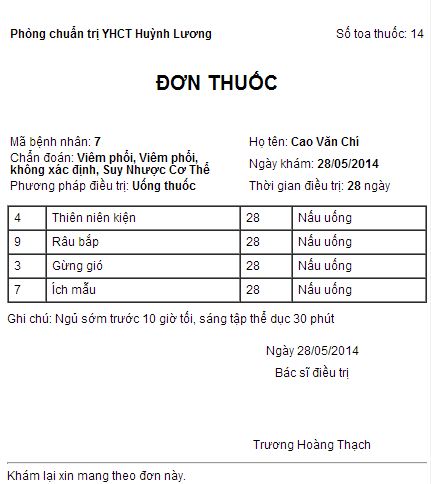 Phòng chuẩn trị YHCT Huỳnh Lương Số toa thuốc: 14
ĐƠN THUỐC
Mã bệnh nhân: 7 Họ tên: Cao Văn Chí
Chẩn đoán: Viêm phổi, Viêm phổi,
không xác định, Suy Nhược Cơ Thể
Ngày khám: 28/05/2014
Phương pháp điều trị: Uống thuốc Thời gian điều trị: 28 ngày
4 Thiên niên kiện 28 Nấu uống
9 Râu bắp 28 Nấu uống
3 Gừng gió 28 Nấu uống
7 Ích mẫu 28 Nấu uống
Ghi chú: Ngủ sớm trước 10 giờ tối, sáng tập thể dục 30 phút
Ngày 28/05/2014
Bác sĩ điều trị
Trương Hoàng Thạch
Khám lại xin mang theo đơn này.